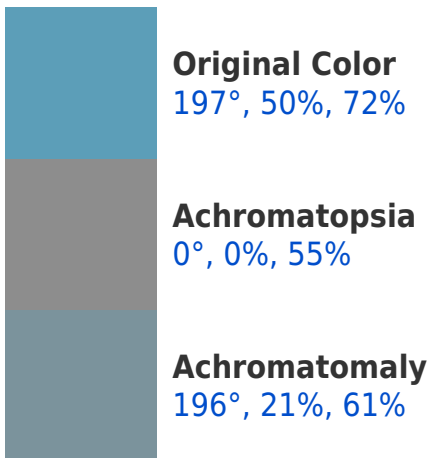 Original Color
197°, 50%, 72%
Achromatopsia
0°, 0%, 55%
Achromatomaly
196°, 21%, 61%